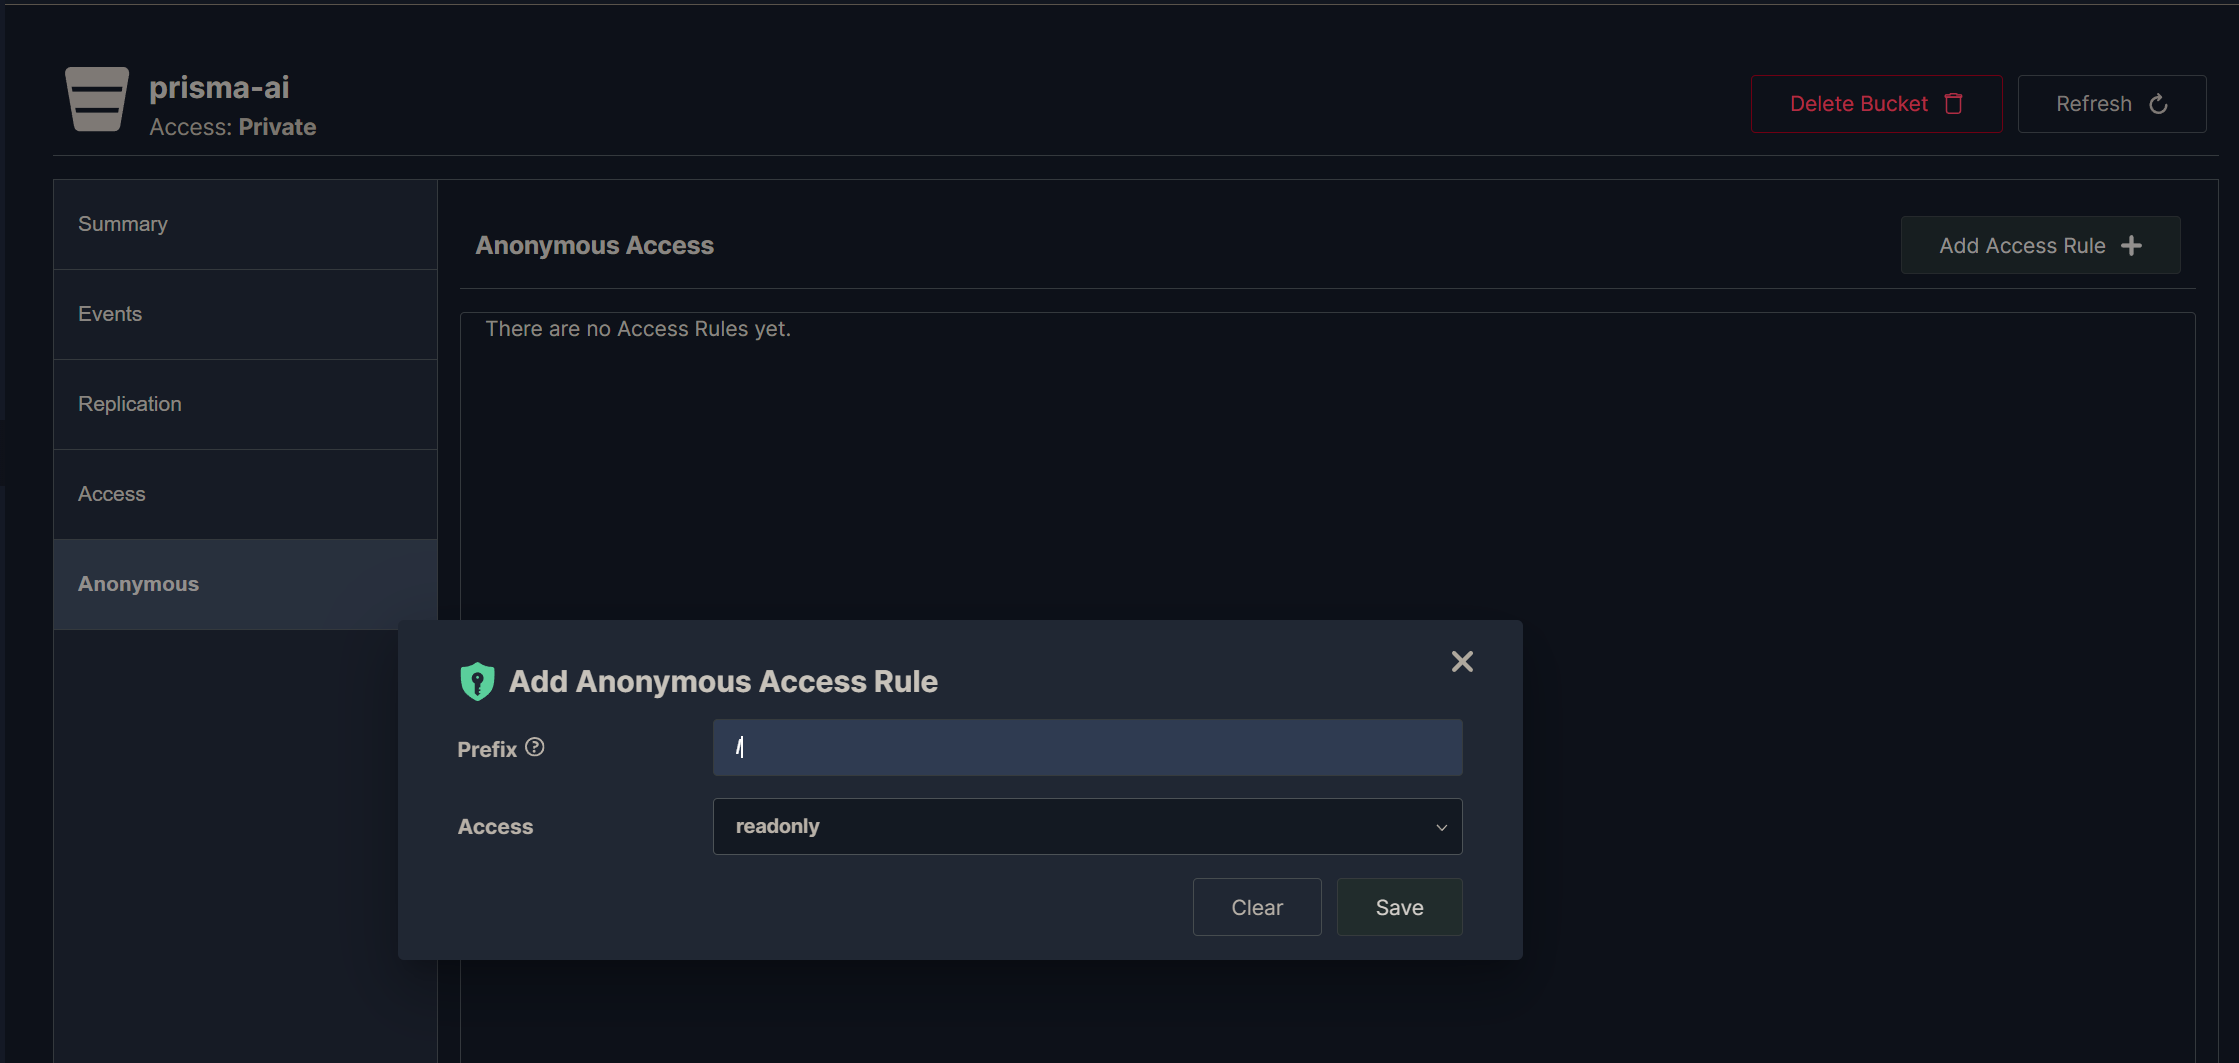 prisma-ai
Access: Private
Delete Bucket
Refresh
Summary
Events
Replication
Access
Anonymous
Anonymous Access
Add Access Rule
There are no Access Rules yet.
Add Anonymous Access Rule
Prefix
/
Access
readonly
Clear
Save